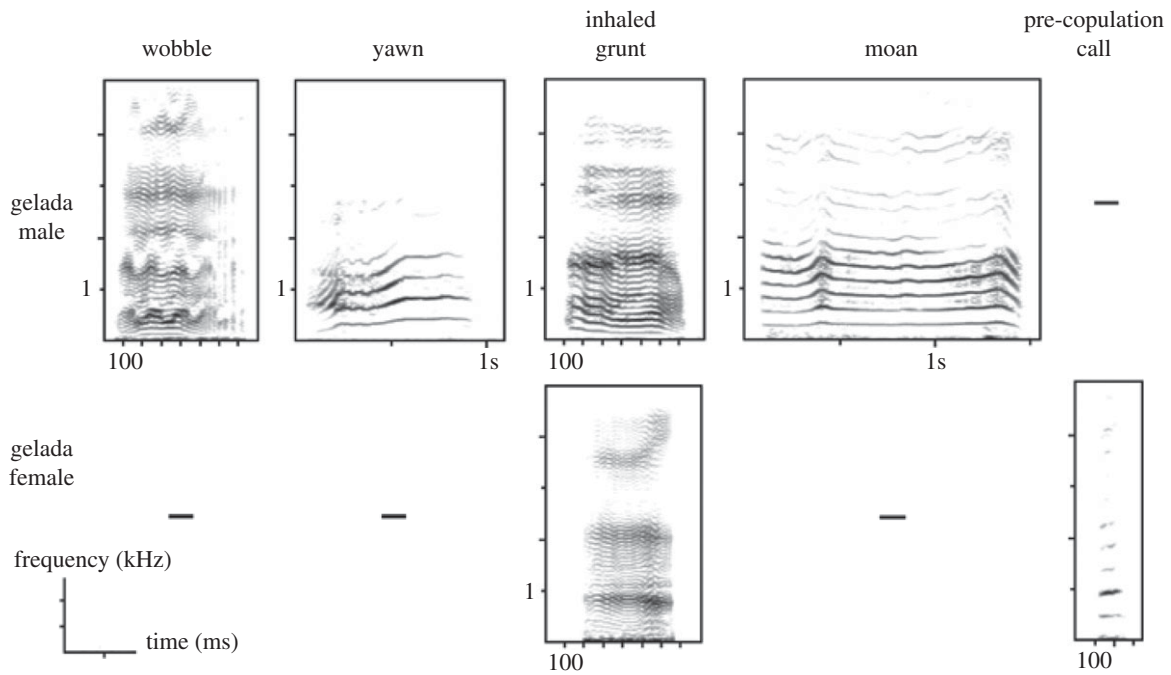 wobble
yawn
inhaled
grunt
moan
pre-copulation
call
gelada
male
1
1
1
1
100
1s
100
1s
gelada
female
frequency (kHz)
time (ms)
1
100
100